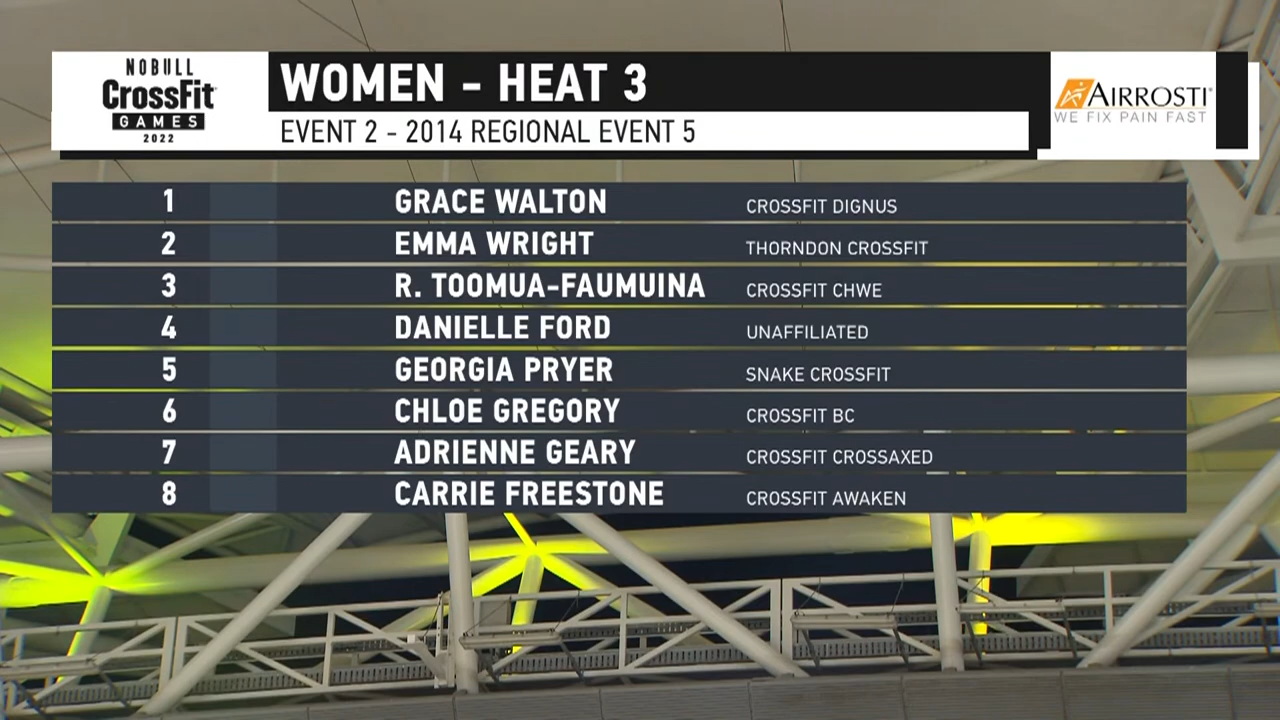 NOBULL
CrossFit
GAMES
2022
WOMEN - HEAT 3
EVENT 2 - 2014 REGIONAL EVENT 5
AIRROSTI
WE FIX PAIN FAST
1 GRACE WALTON CROSSFIT DIGNUS
2 EMMA WRIGHT THORNDON CROSSFIT
3 R. TOOMUA-FAUMUINA CROSSFIT CHWE
4 DANIELLE FORD UNAFFILIATED
5 GEORGIA PRYER SNAKE CROSSFIT
6 CHLOE GREGORY CROSSFIT BC
7 ADRIENNE GEARY CROSSFIT CROSSAXED
8 CARRIE FREESTONE CROSSFIT AWAKEN